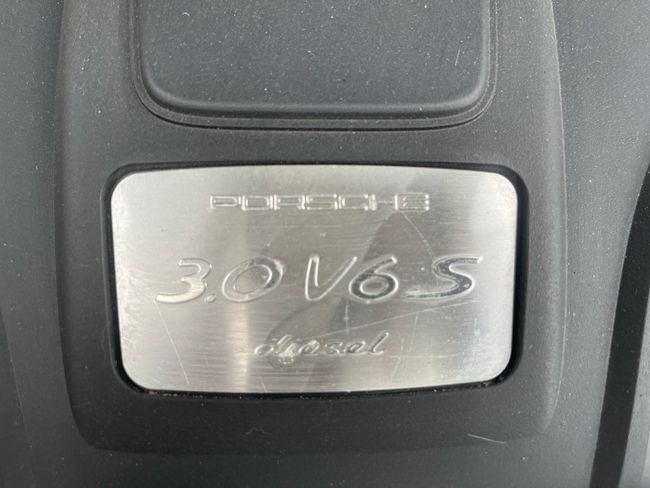 PORSCHE
3.0 V6 S
diesel